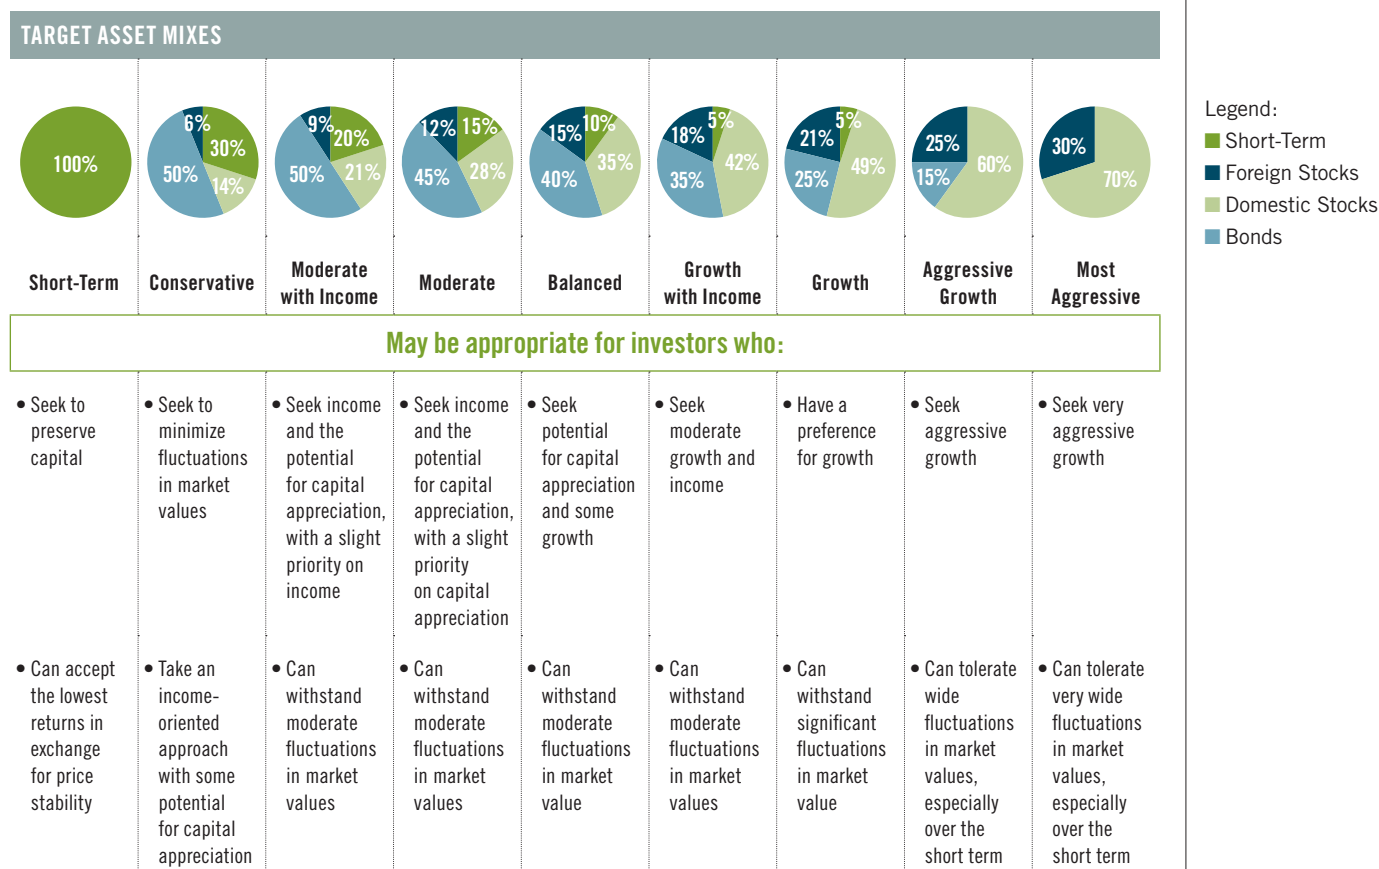 TARGET ASSET MIXES
100%
6%
30%
50%
14%
9%
20%
50%
21%
12%
15%
45%
28%
15%
10%
40%
35%
18%
5%
35%
42%
21%
5%
25%
49%
25%
15%
60%
30%
70%
Legend:
Short-Term
Foreign Stocks
Domestic Stocks
Bonds
Short-Term
Conservative
Moderate
with Income
Moderate
Balanced
Growth
with Income
Growth
Aggressive
Growth
Most
Aggressive
May be appropriate for investors who:
• Seek to
preserve
capital
• Seek to
minimize
fluctuations
in market
values
• Seek income
and the
potential
for capital
appreciation,
with a slight
priority on
income
• Seek income
and the
potential
for capital
appreciation,
with a slight
priority
on capital
appreciation
• Seek
potential
for capital
appreciation
and some
growth
• Seek
moderate
growth and
income
• Have a
preference
for growth
• Seek
aggressive
growth
• Seek very
aggressive
growth
• Can accept
the lowest
returns in
exchange
for price
stability
• Take an
income-
oriented
approach
with some
potential
for capital
appreciation
• Can
withstand
moderate
fluctuations
in market
values
• Can
withstand
moderate
fluctuations
in market
values
• Can
withstand
moderate
fluctuations
in market
value
• Can
withstand
moderate
fluctuations
in market
values
• Can
withstand
significant
fluctuations
in market
value
• Can tolerate
wide
fluctuations
in market
values,
especially
over the
short term
• Can tolerate
very wide
fluctuations
in market
values,
especially
over the
short term